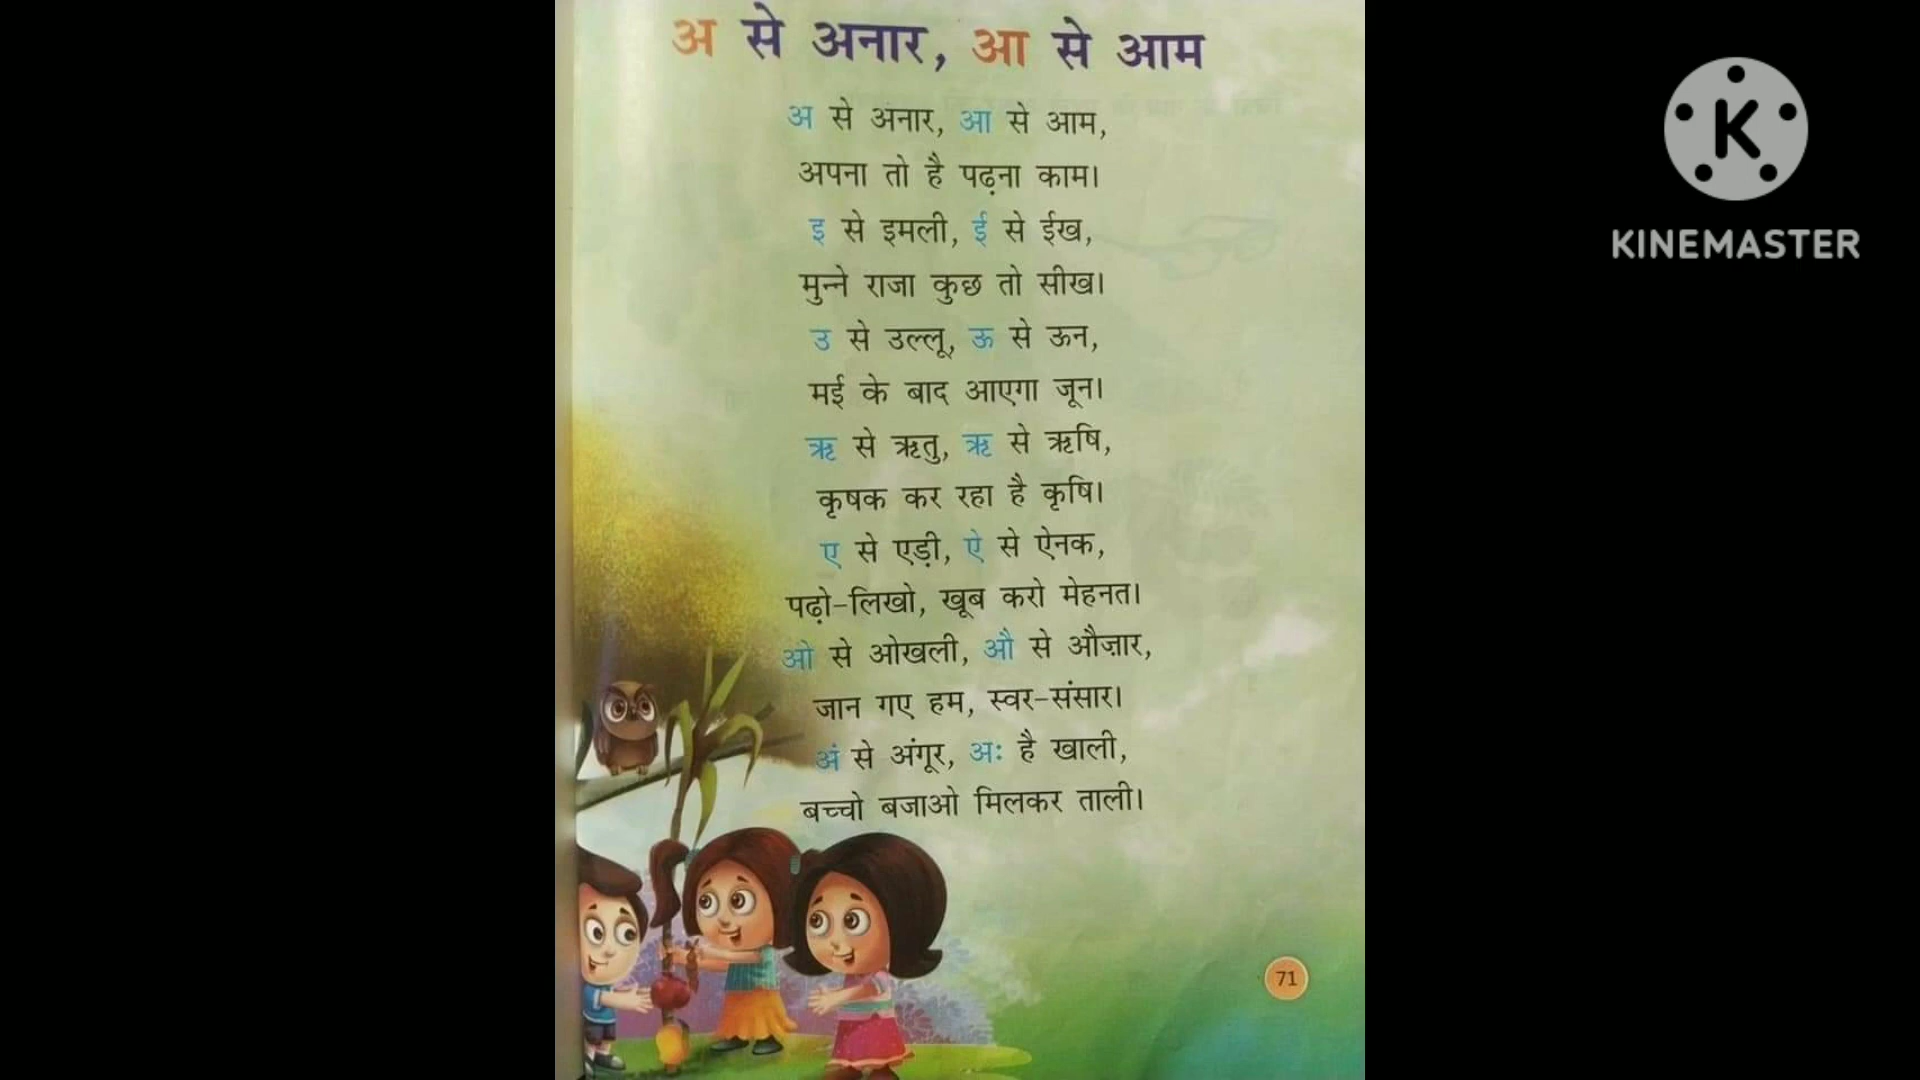 अ से अनार, आ से आम
अ से अनार, आ से आम,
अपना तो है पढ़ना काम।
इ से इमली, ई से ईख,
मुन्ने राजा कुछ तो सीख।
उ से उल्लू, ऊ से ऊन,
मई के बाद आएगा जून।
ऋ से ऋतु, ऋ से ऋषि,
कृषक कर रहा है कृषि।
ए से एड़ी, ऐ से ऐनक,
पढ़ो-लिखो, खूब करो मेहनत।
ओ से ओखली, औ से औज़ार,
जान गए हम, स्वर-संसार।
अं से अंगूर, अः है खाली,
बच्चो बजाओ मिलकर ताली।
71
K
KINEMASTER